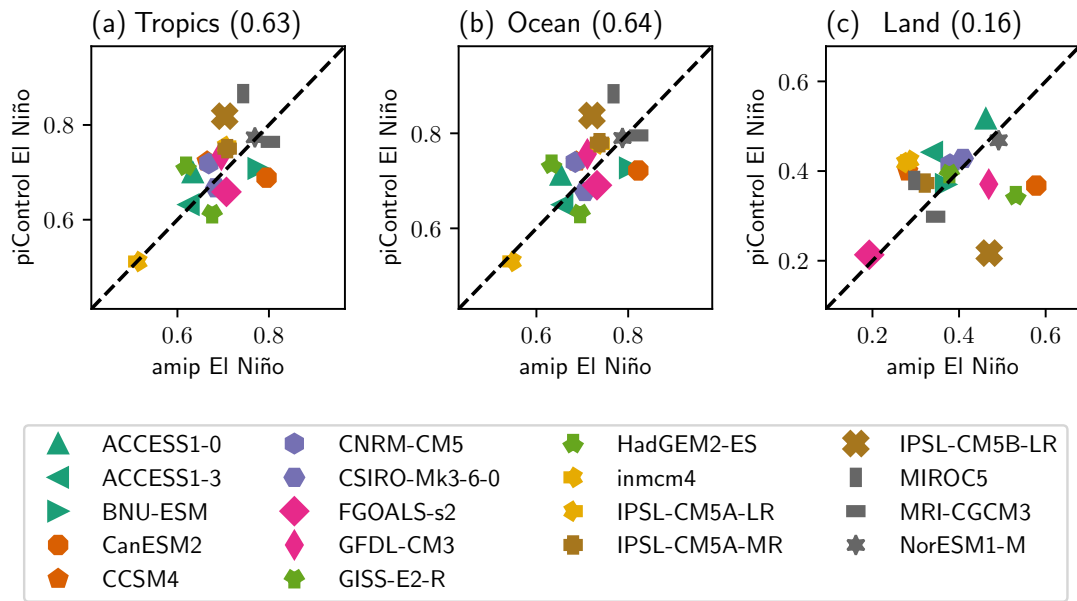 (a) Tropics (0.63)
(b) Ocean (0.64)
(c) Land (0.16)
piControl El Niño
0.8
0.6
0.6
0.8
amip El Niño
piControl El Niño
0.8
0.6
0.6
0.8
amip El Niño
piControl El Niño
0.6
0.4
0.2
0.2
0.4
0.6
amip El Niño
ACCESS1-0
ACCESS1-3
BNU-ESM
CanESM2
CCSM4
CNRM-CM5
CSIRO-Mk3-6-0
FGOALS-s2
GFDL-CM3
GISS-E2-R
HadGEM2-ES
inmcm4
IPSL-CM5A-LR
IPSL-CM5A-MR
IPSL-CM5B-LR
MIROC5
MRI-CGCM3
NorESM1-M